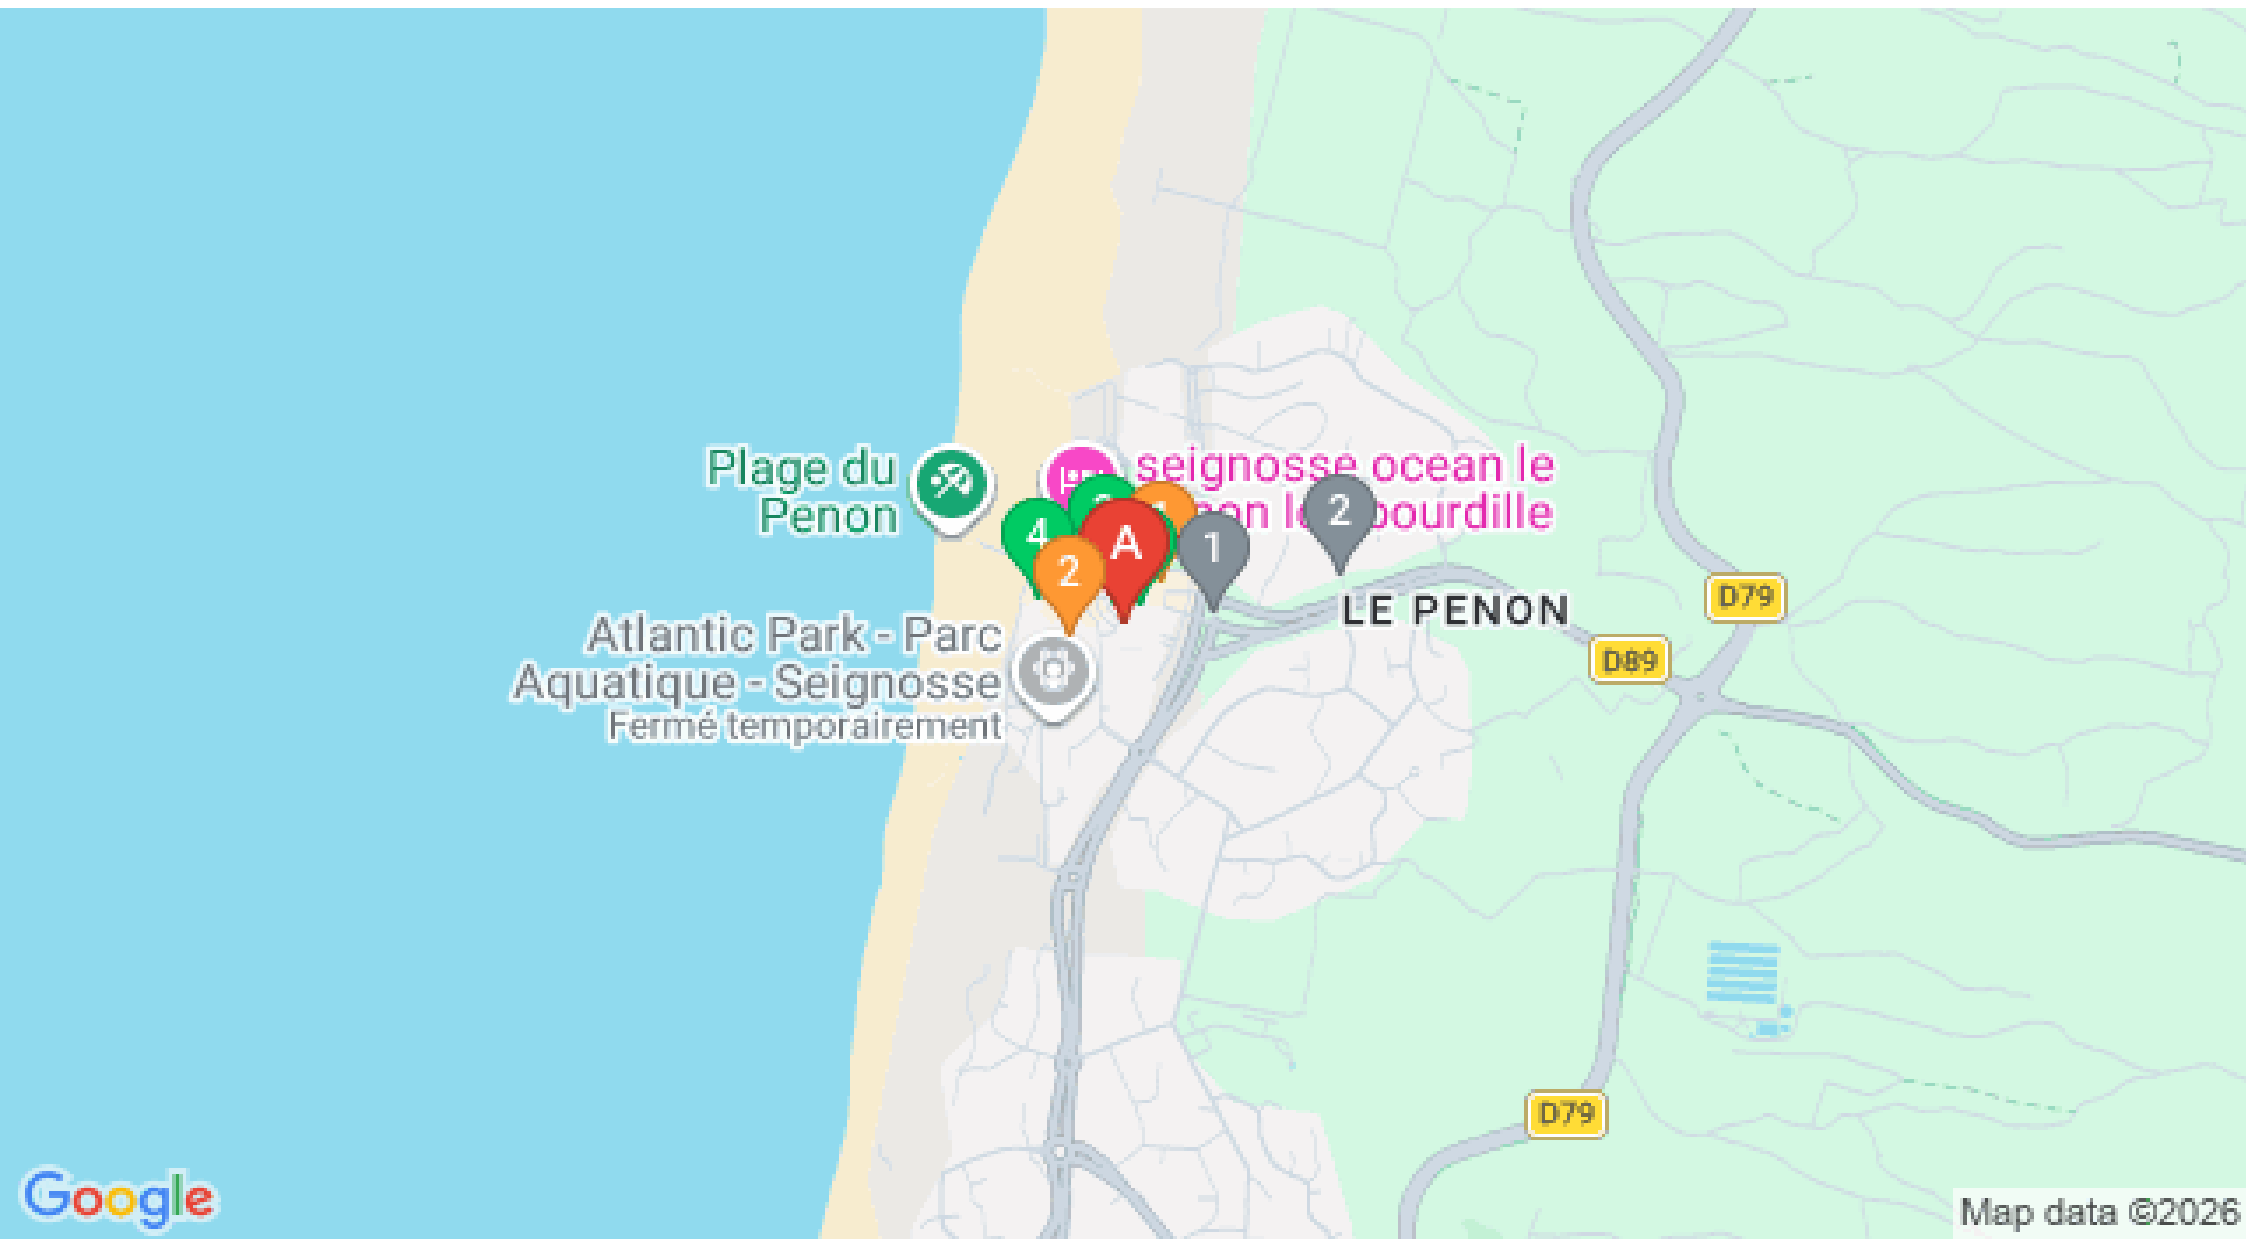 Plage du
Penon
seignosse ocean le
bourdille
4
1
A
2
1
2
LE PENON
D79
D89
Atlantic Park - Parc
Aquatique - Seignosse
Fermé temporairement
D79
Google
Map data ©2026